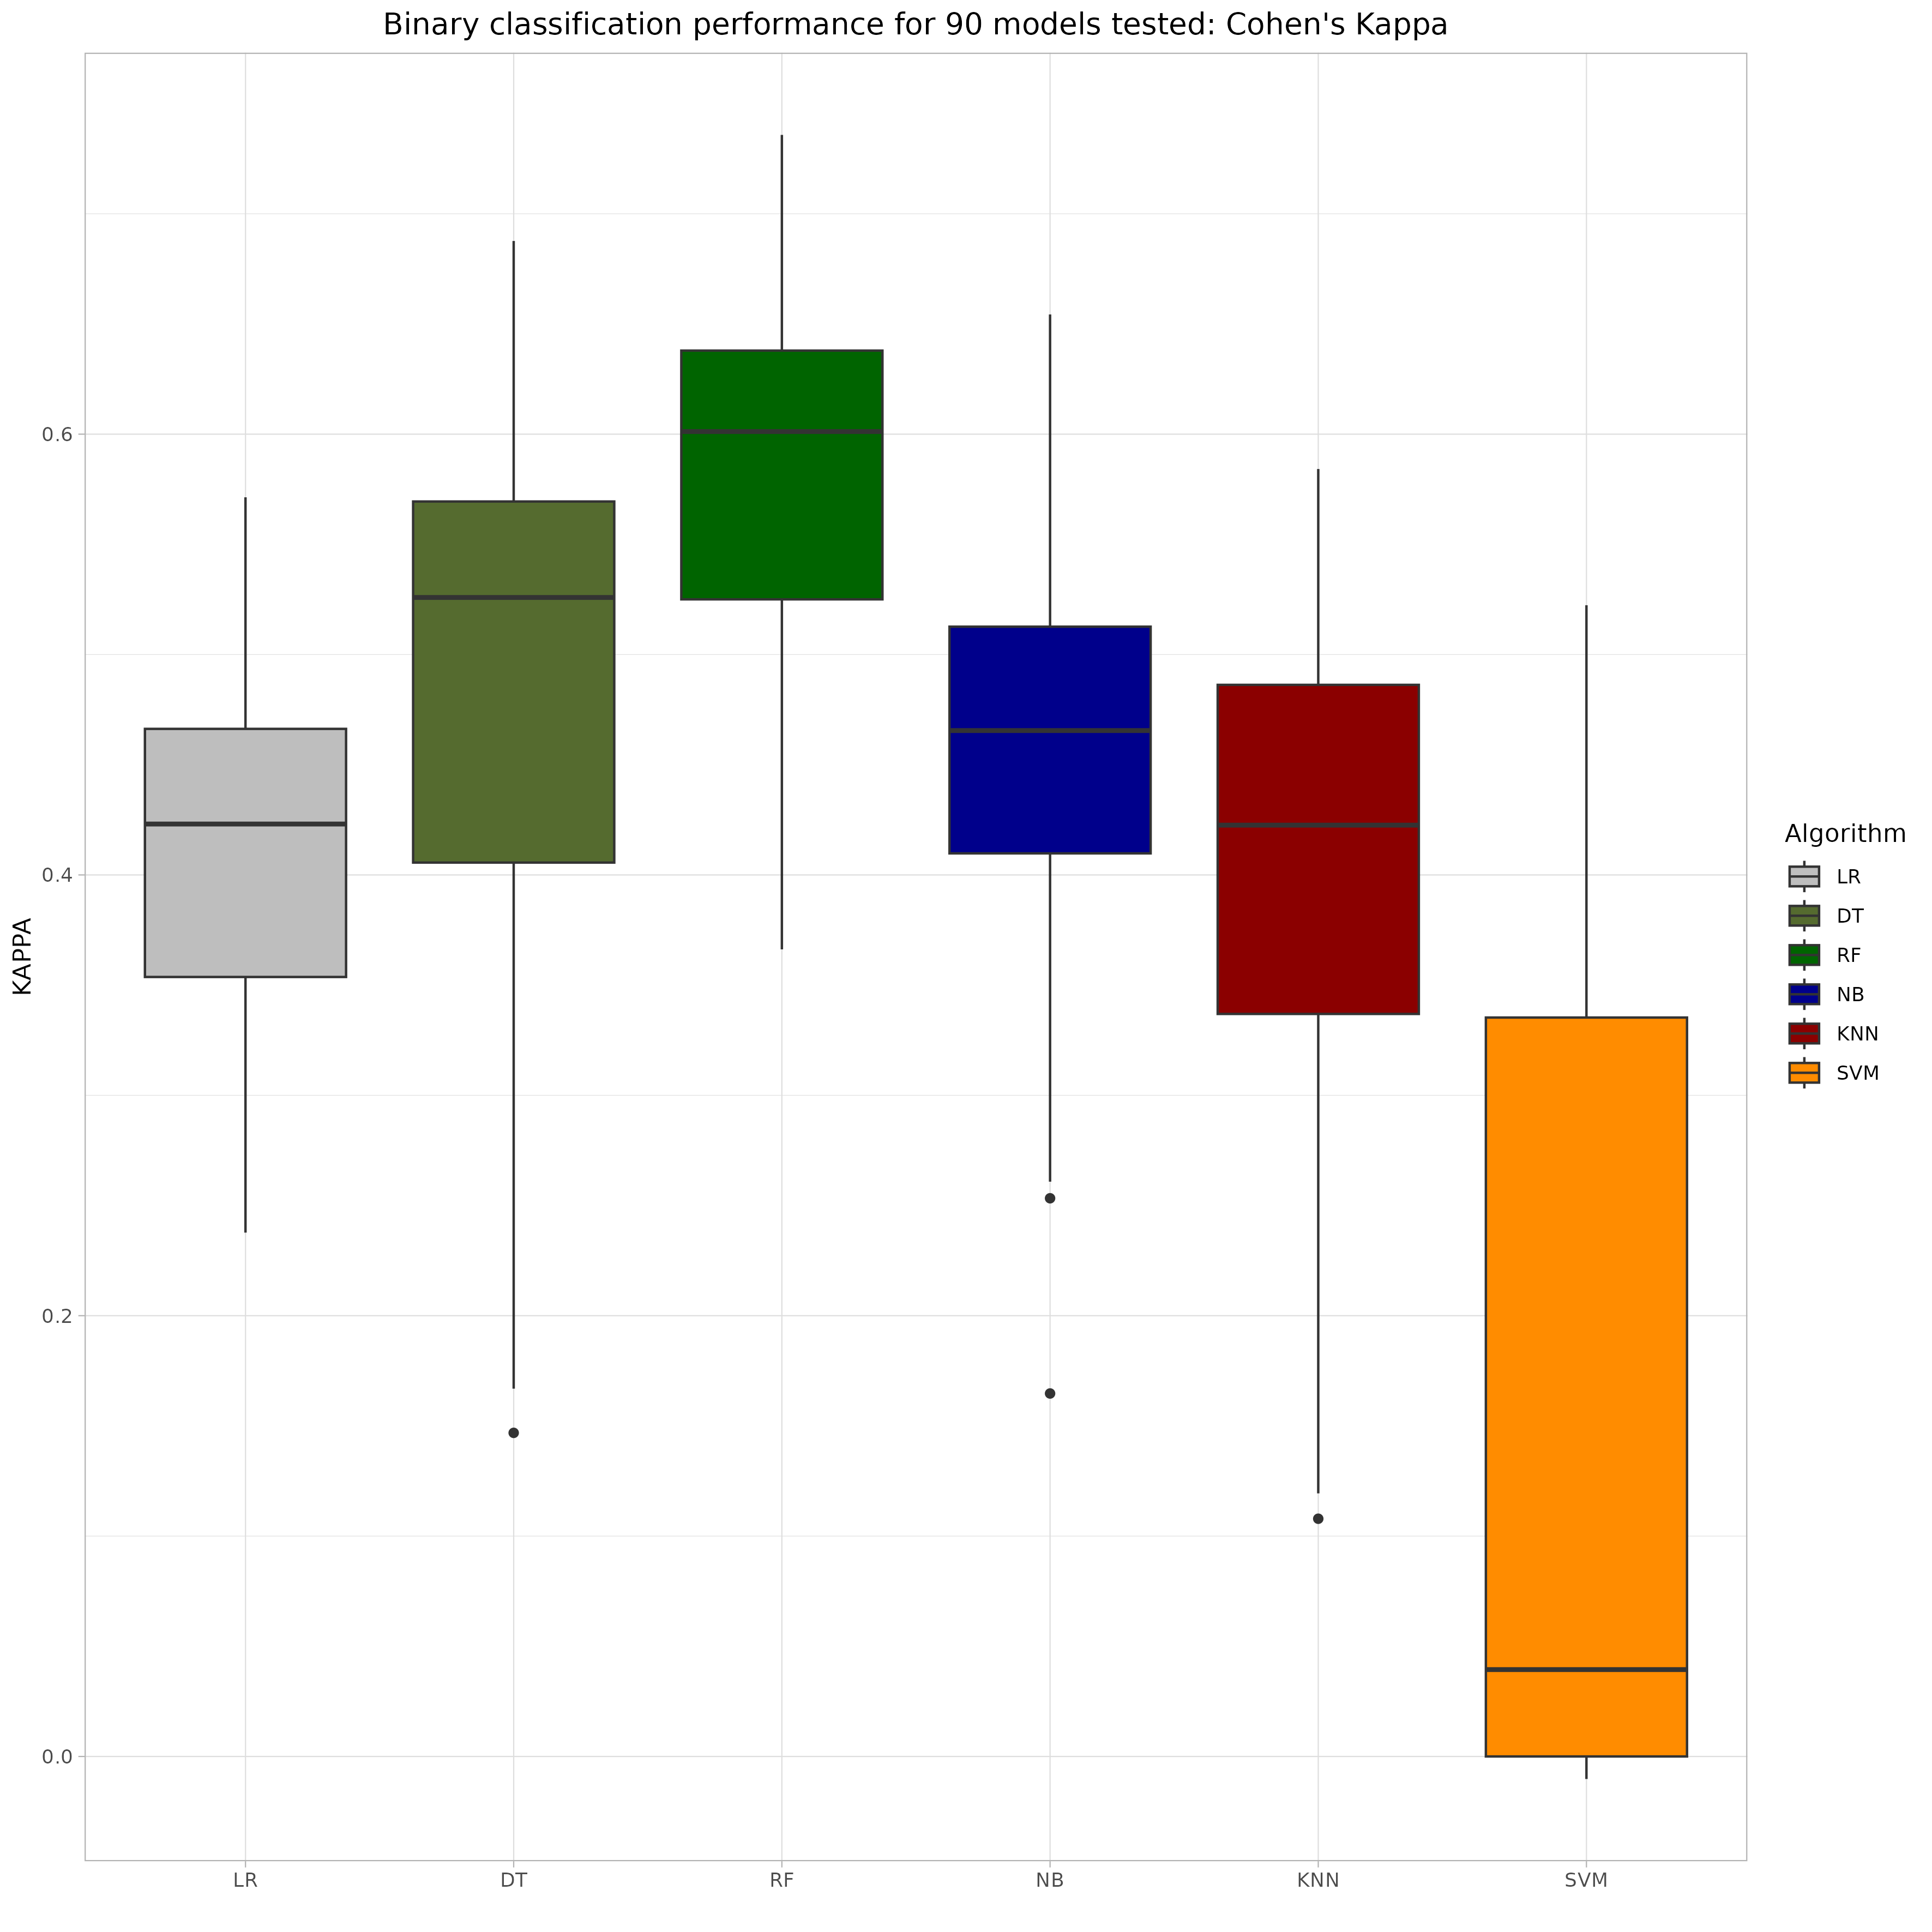 Binary classification performance for 90 models tested: Cohen's Kappa
KAPPA
0.6
0.4
0.2
0.0
LR
DT
RF
NB
KNN
SVM
Algorithm
LR
DT
RF
NB
KNN
SVM